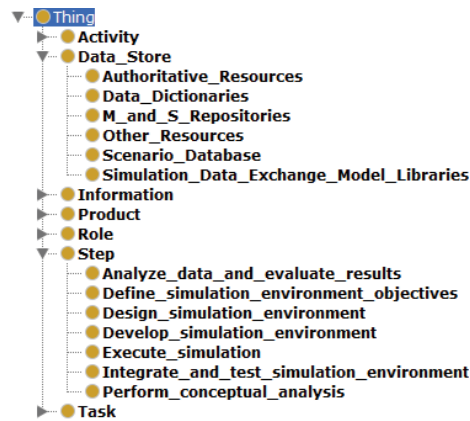 Thing
Activity
Data_Store
Authoritative_Resources
Data_Dictionaries
M_and_S_Repositories
Other_Resources
Scenario_Database
Simulation_Data_Exchange_Model_Libraries
Information
Product
Role
Step
Analyze_data_and_evaluate_results
Define_simulation_environment_objectives
Design_simulation_environment
Develop_simulation_environment
Execute_simulation
Integrate_and_test_simulation_environment
Perform_conceptual_analysis
Task